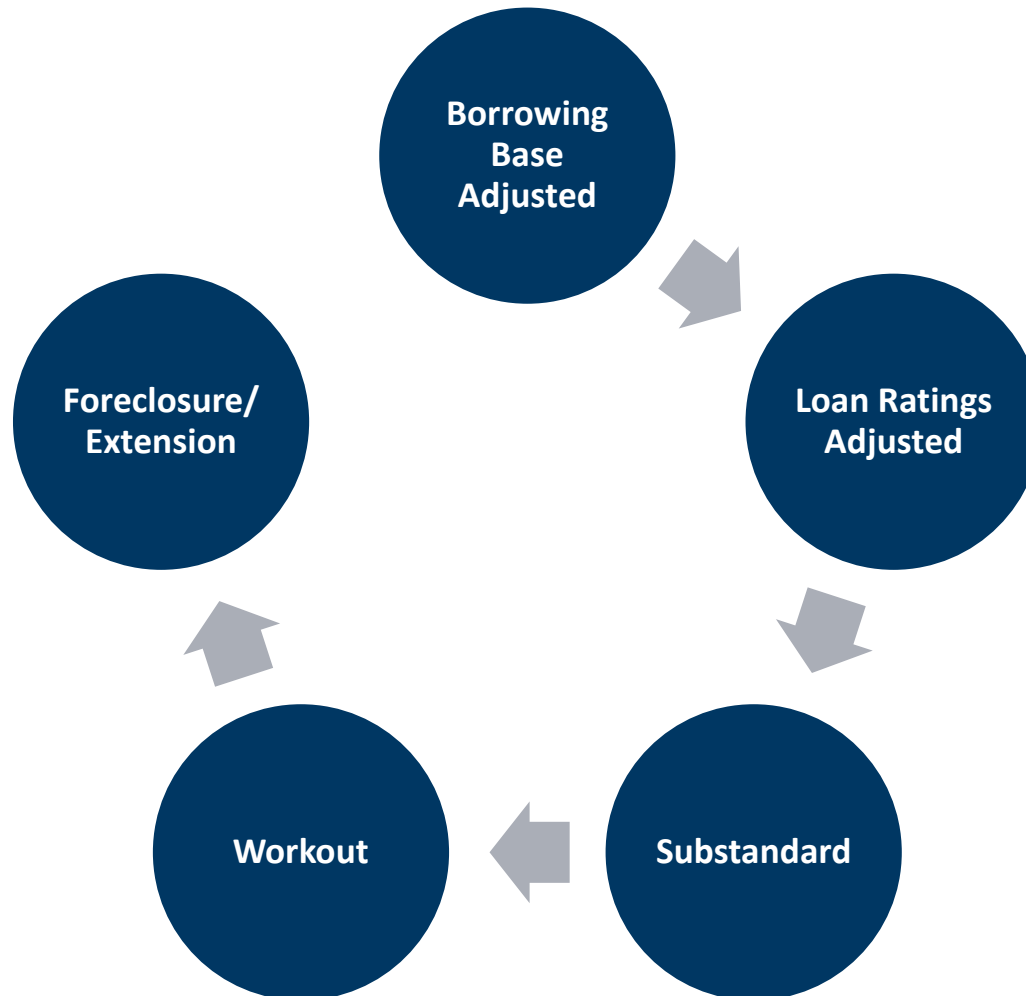 Borrowing
Base
Adjusted
Loan Ratings
Adjusted
Substandard
Workout
Foreclosure/
Extension